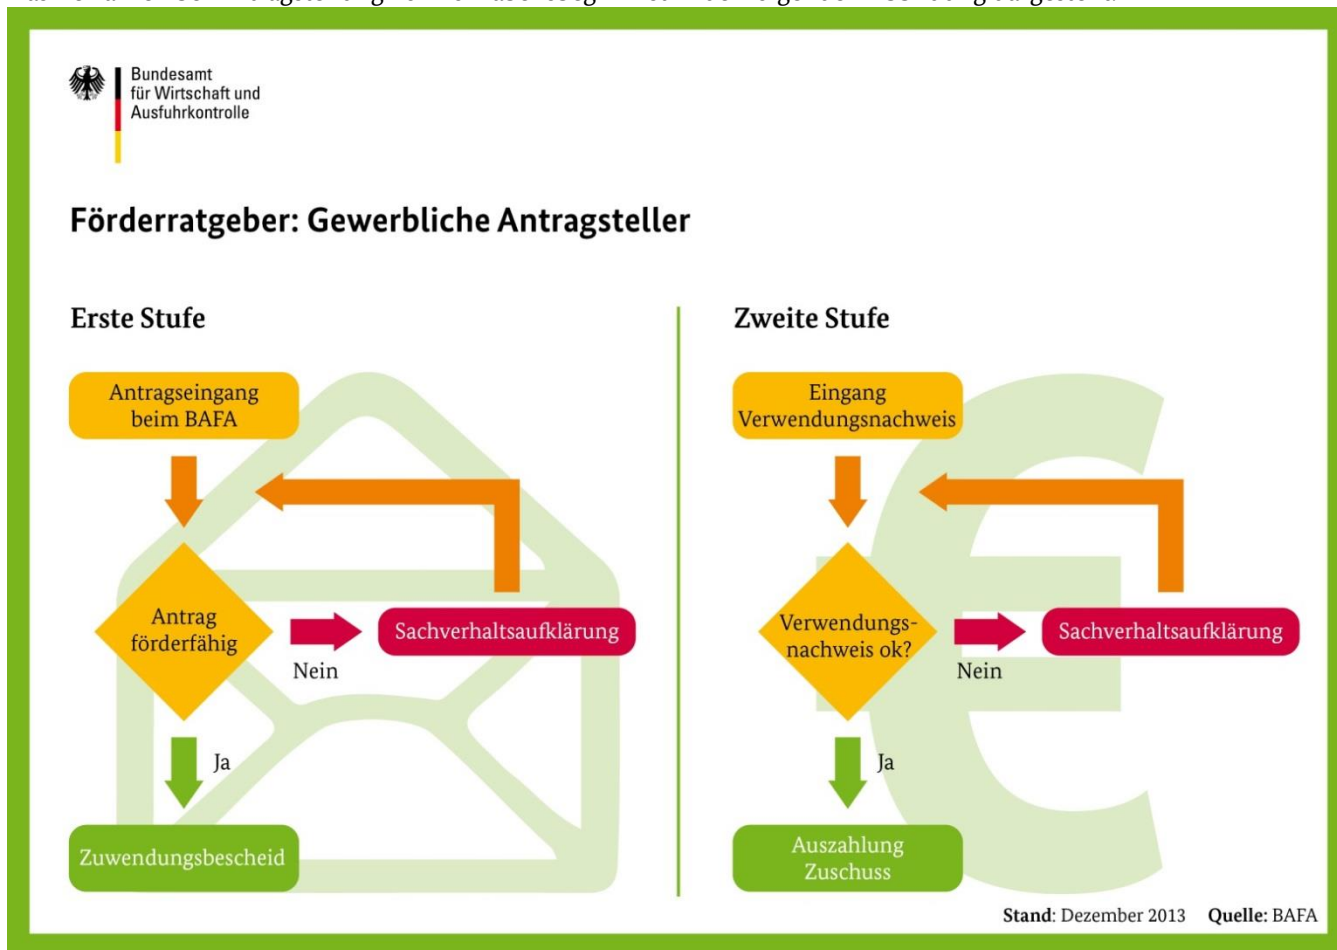 Bundesamt
für Wirtschaft und
Ausfuhrkontrolle
Förderratgeber: Gewerbliche Antragsteller
Erste Stufe
Antragseingang
beim BAFA
Antrag
förderfähig
Nein
Sachverhaltsaufklärung
Ja
Zuwendungsbescheid
Zweite Stufe
Eingang
Verwendungsnachweis
Verwendungs-
nachweis ok?
Nein
Sachverhaltsaufklärung
Ja
Auszahlung
Zuschuss
Stand: Dezember 2013 Quelle: BAFA